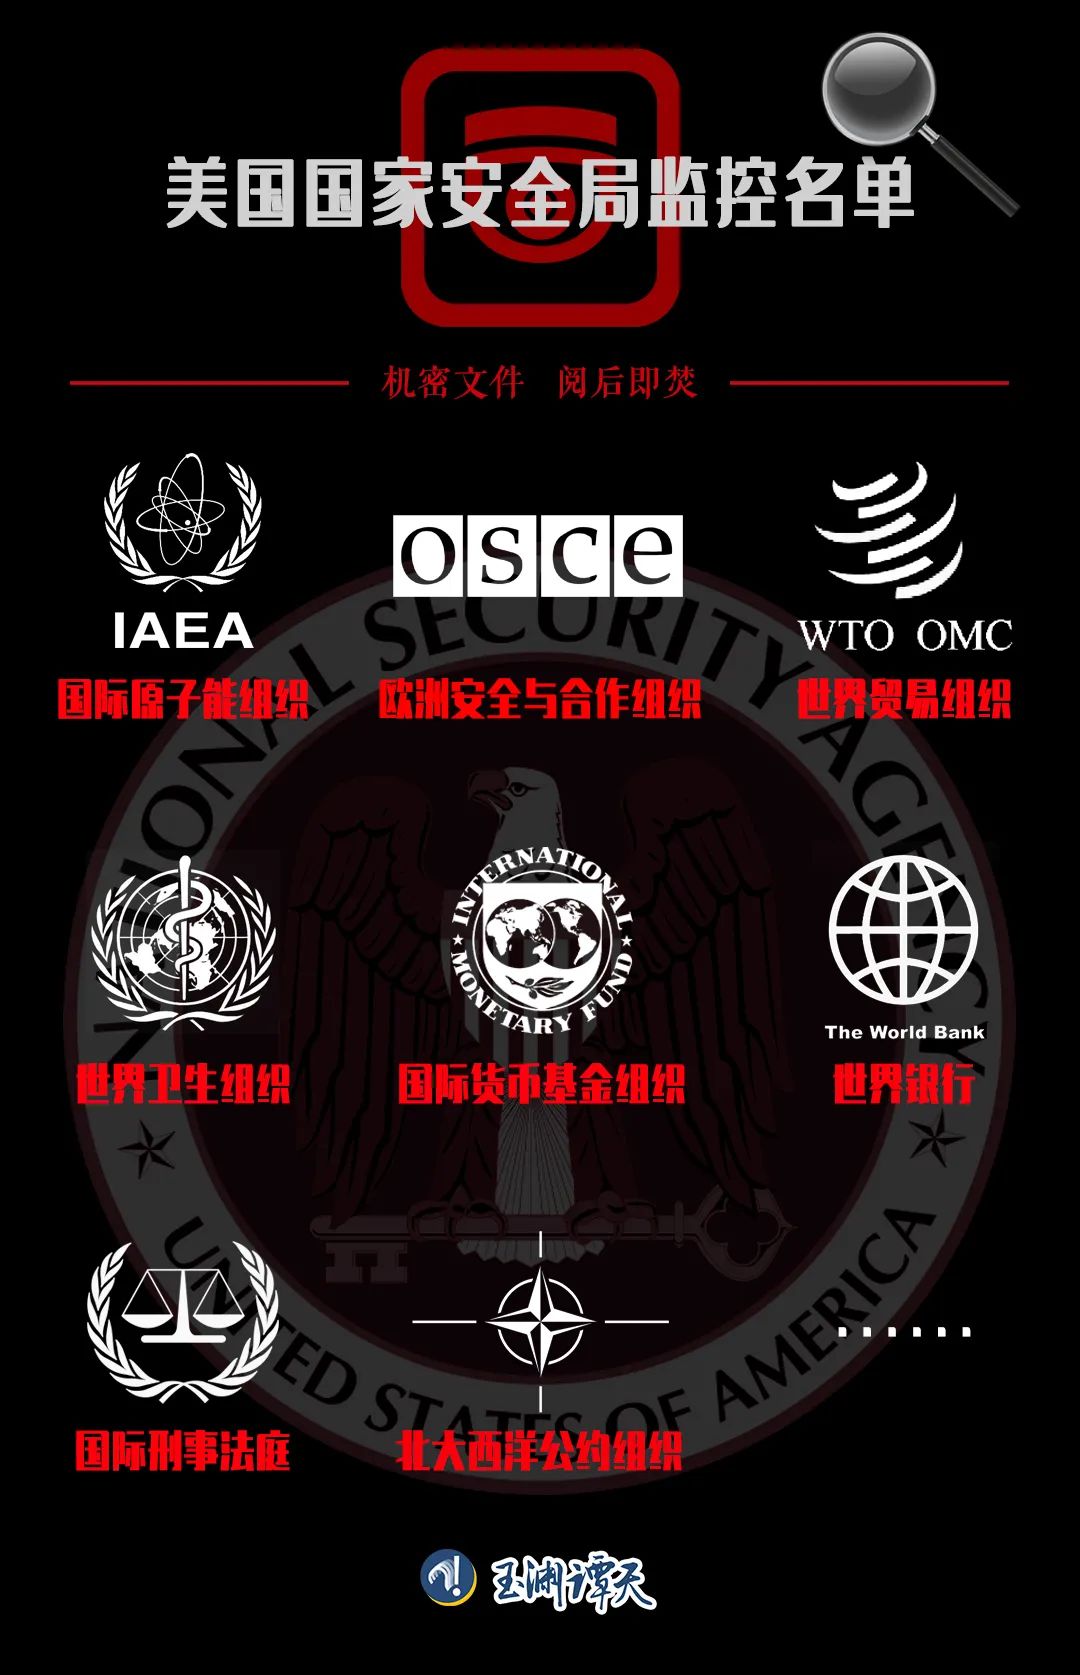 美国国家安全局监控名单
机密文件 阅后即焚
IAEA
国际原子能组织
osce
欧洲安全与合作组织
WTO OMC
世界贸易组织
世界卫生组织
INTERNATIONAL MONETARY FUND
国际货币基金组织
The World Bank
世界银行
国际刑事法庭
北大西洋公约组织
······
NATIONAL SECURITY AGENCY
UNITED STATES OF AMERICA
玉渊谭天